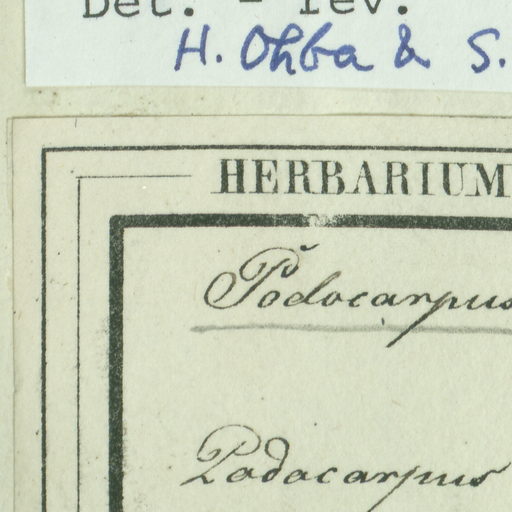 Det. - rev.
H. Ohba & S.
HERBARIUM
Podocarpus
Podocarpus